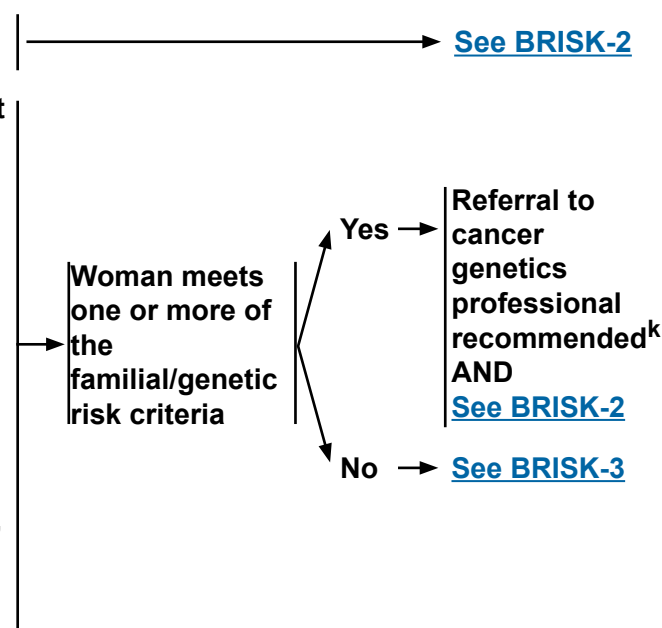 See BRISK-2
t
Woman meets
one or more of
the
familial/genetic
risk criteria
Yes
Referral to
cancer
genetics
professional
recommendedk
AND
See BRISK-2
No
See BRISK-3